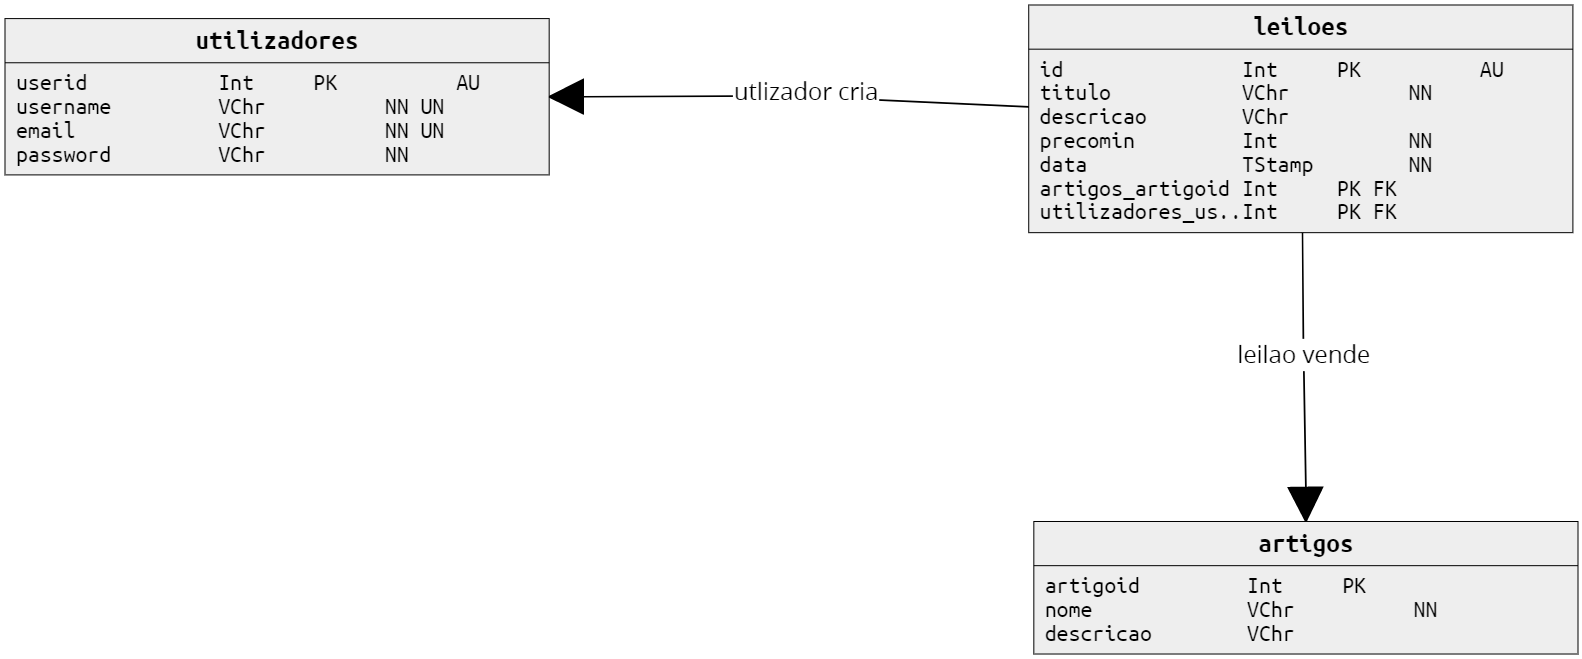 utilizadores
userid Int PK AU
username VChr NN UN
email VChr NN UN
password VChr NN
utlizador cria
leiloes
id Int PK AU
titulo VChr NN
descricao VChr
precomin Int NN
data TStamp NN
artigos_artigoid Int PK FK
utilizadores_us..Int PK FK
leilao vende
artigos
artigoid Int PK
nome VChr NN
descricao VChr